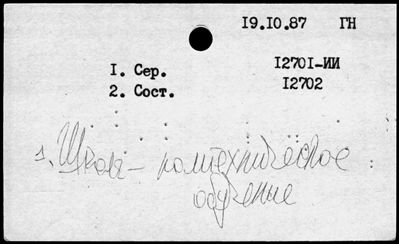 19.10.87 ГН
12701-ИИ
1. Сер.
12702
2. Сост.
1. Школа – политехническое
обучение